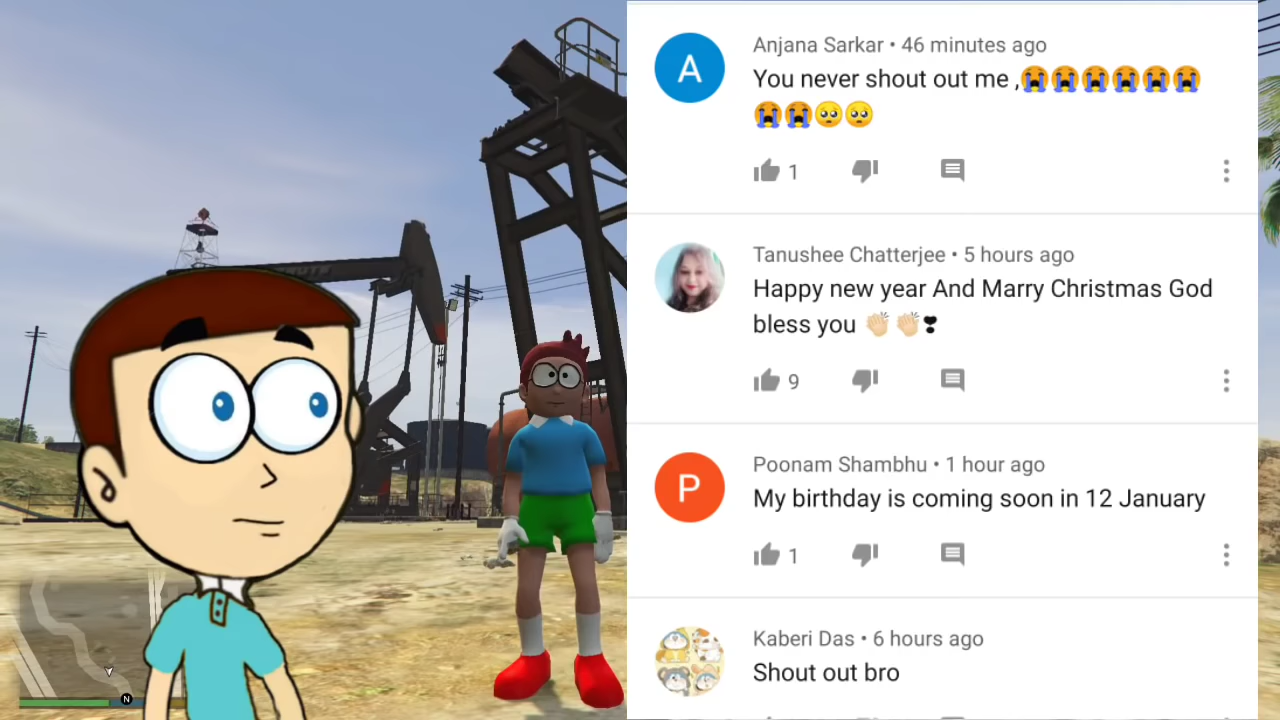 A
Anjana Sarkar • 46 minutes ago
You never shout out me ,😭😭😭😭😭😭
😭😭🥺🥺
1
Tanushee Chatterjee • 5 hours ago
Happy new year And Marry Christmas God
bless you 👏🏻 👏🏻❣
9
P
Poonam Shambhu • 1 hour ago
My birthday is coming soon in 12 January
1
Kaberi Das • 6 hours ago
Shout out bro
N